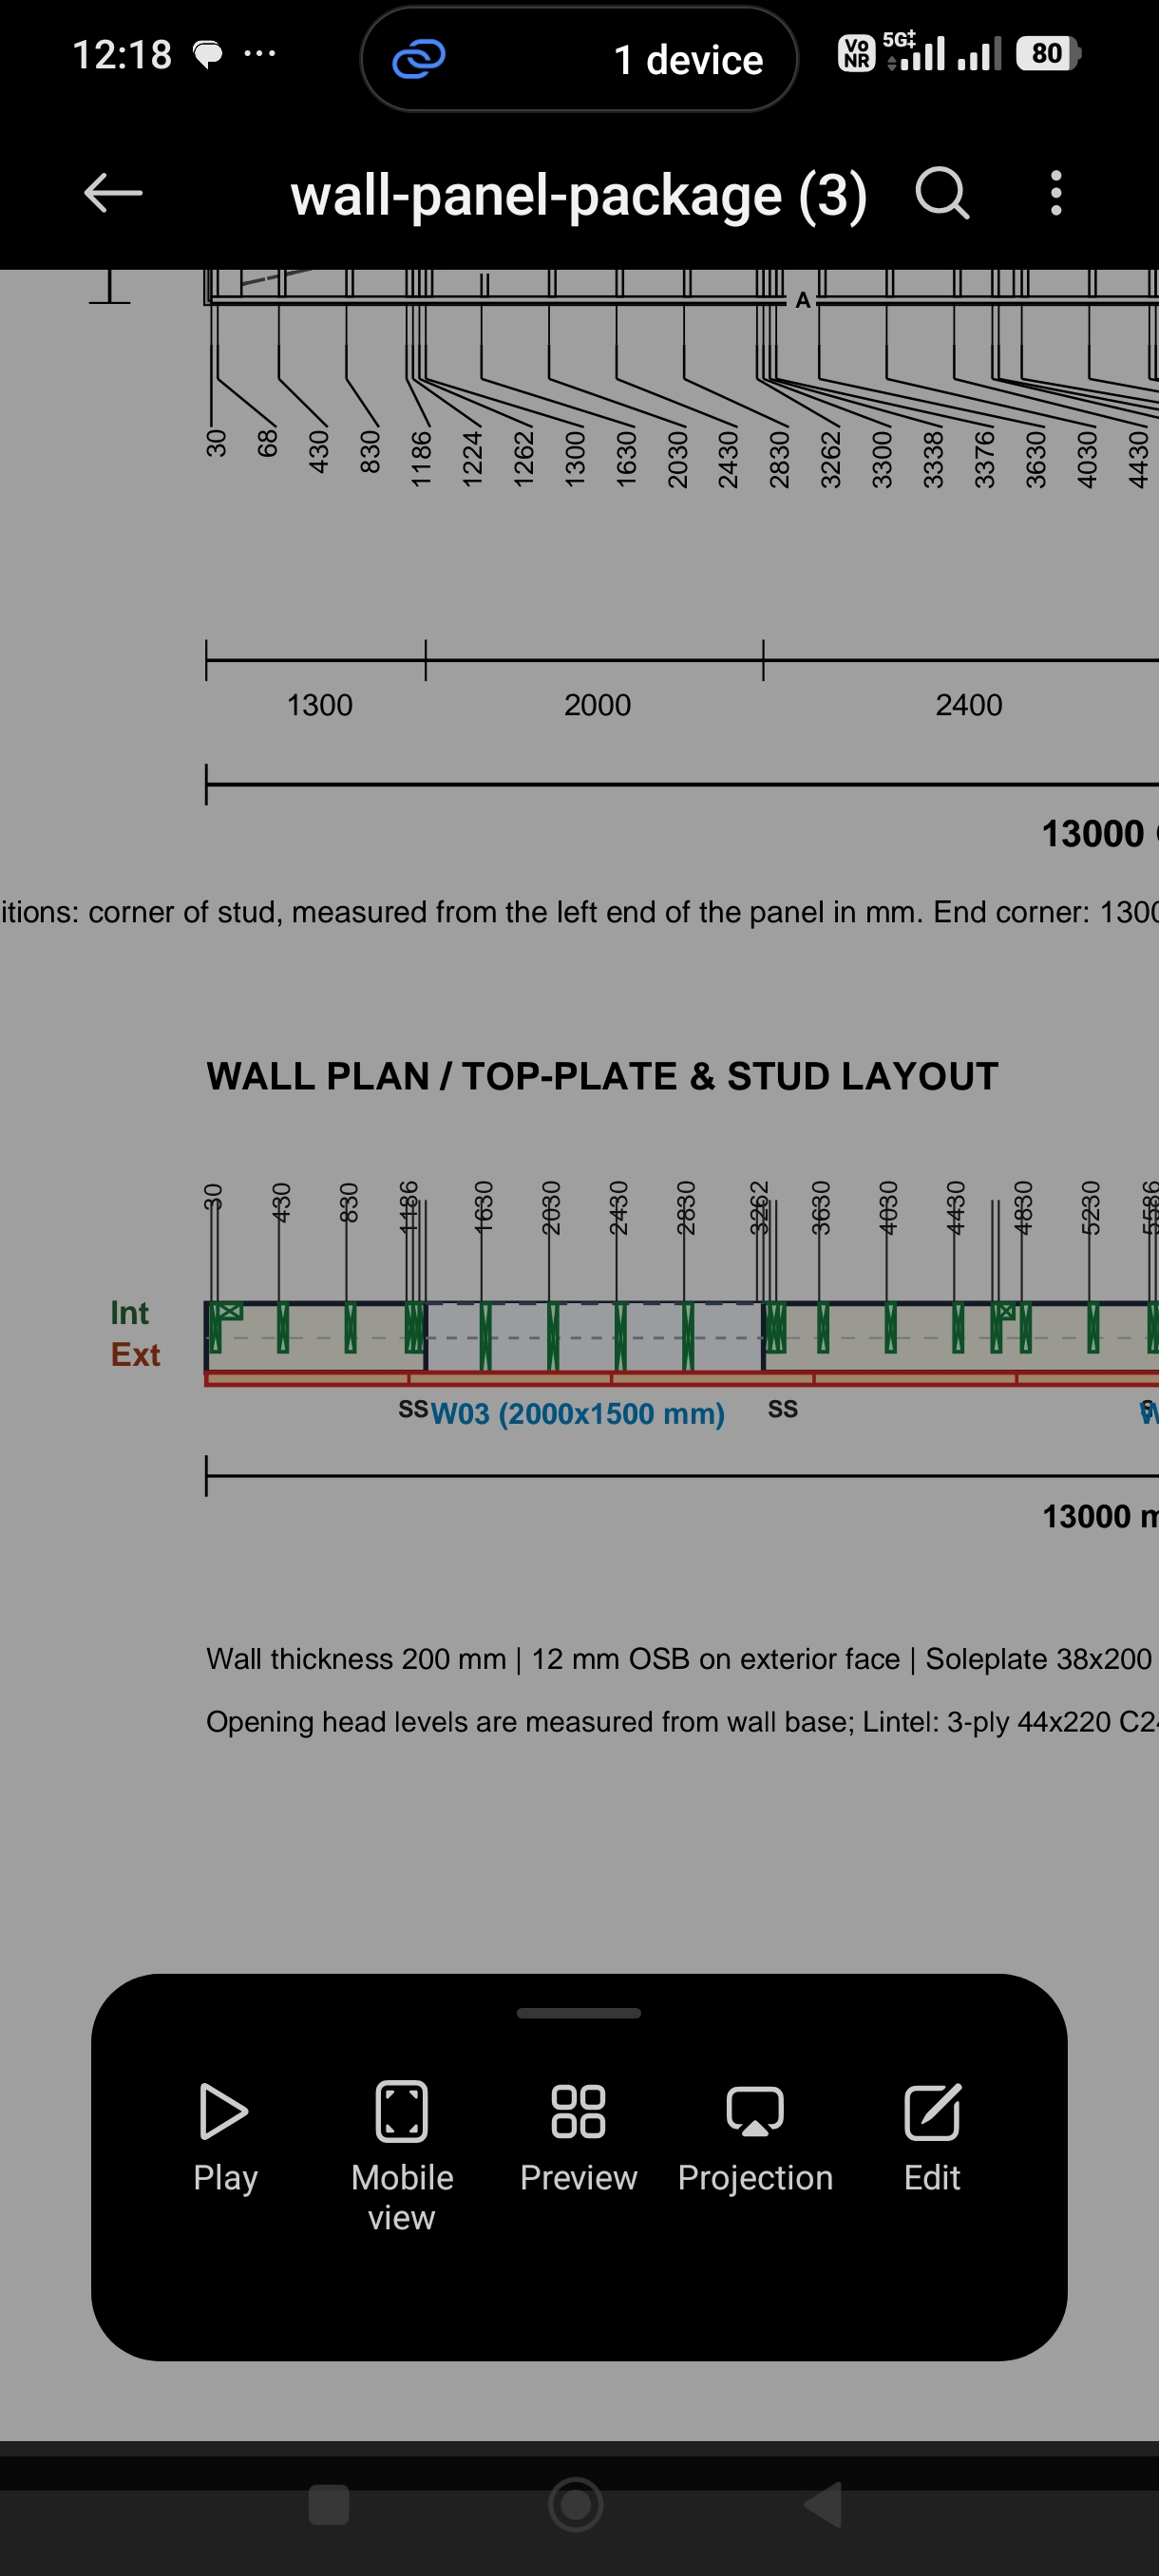 12:18 ... 1 device Vo NR 5G‡ 80
wall-panel-package (3)
A
30 68 430 830 1186 1224 1262 1300 1630 2030 2430 2830 3262 3300 3338 3376 3630 4030 4430
1300 2000 2400
13000
itions: corner of stud, measured from the left end of the panel in mm. End corner: 1300
WALL PLAN / TOP-PLATE & STUD LAYOUT
30 430 830 1186 1630 2030 2430 2830 3262 3630 4030 4430 4830 5230 5586
Int
Ext
SS W03 (2000x1500 mm) SS
13000 m
Wall thickness 200 mm | 12 mm OSB on exterior face | Soleplate 38x200
Opening head levels are measured from wall base; Lintel: 3-ply 44x220 C2
Play Mobile view Preview Projection Edit